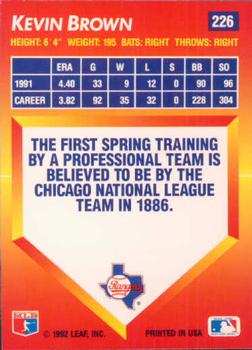 KEVIN BROWN
226
HEIGHT: 6'4" WEIGHT: 195 BATS: RIGHT THROWS: RIGHT
ERA G W L S BB SO
1991 4.40 33 9 12 0 90 96
CAREER 3.82 92 35 32 0 228 304
THE FIRST SPRING TRAINING
BY A PROFESSIONAL TEAM IS
BELIEVED TO BE BY THE
CHICAGO NATIONAL LEAGUE
TEAM IN 1886.
Rangers
MLB
© 1992 LEAF, INC. PRINTED IN USA